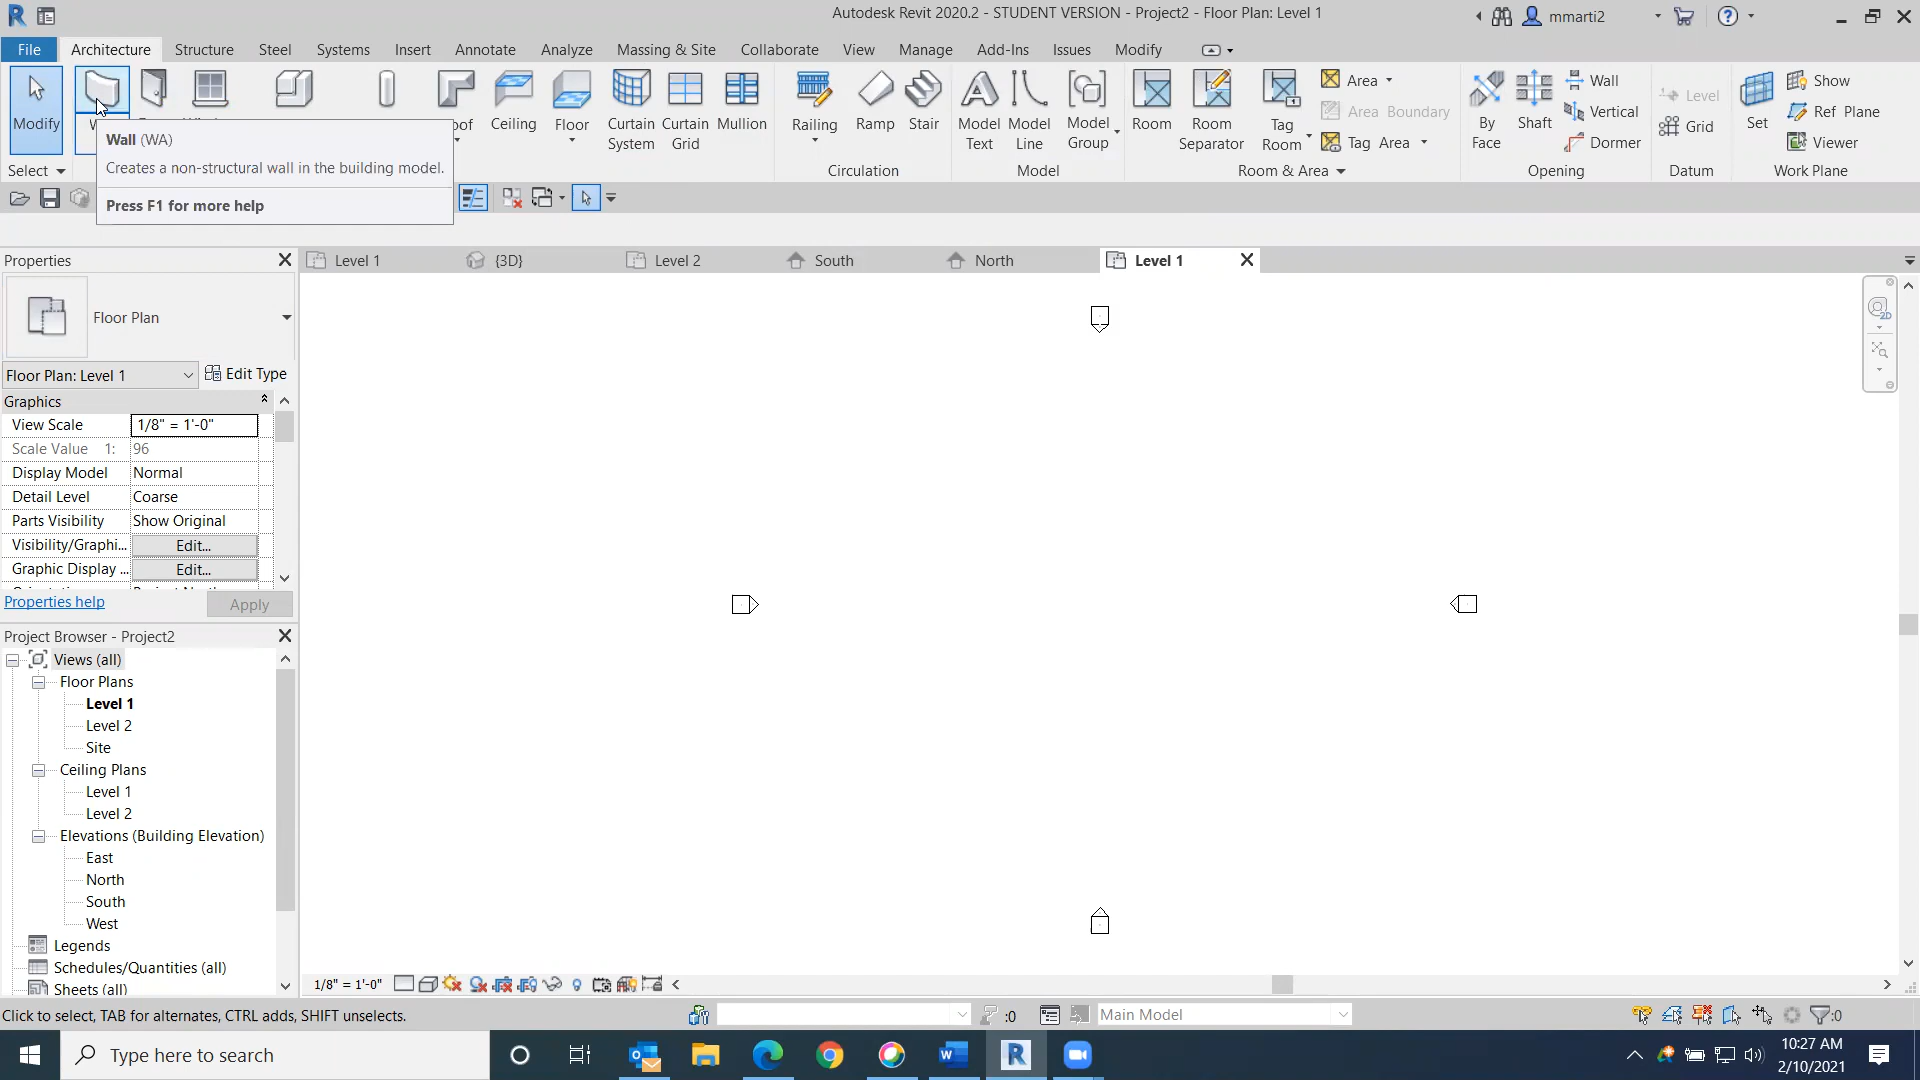 Autodesk Revit 2020.2 - STUDENT VERSION - Project2 - Floor Plan: Level 1
mmarti2
File Architecture Structure Steel Systems Insert Annotate Analyze Massing & Site Collaborate View Manage Add-Ins Issues Modify
Modify
Ceiling
Floor
Curtain System
Curtain Grid
Mullion
Railing
Ramp
Stair
Model Text
Model Line
Model Group
Room
Room Separator
Tag Room
Area
Area Boundary
Tag Area
By Face
Shaft
Wall
Vertical
Dormer
Level
Grid
Set
Show
Ref Plane
Viewer
Select
Circulation
Model
Room & Area
Opening
Datum
Work Plane
Wall (WA)
Creates a non-structural wall in the building model.
Press F1 for more help
Properties
Level 1
{3D}
Level 2
South
North
Level 1
Floor Plan
Floor Plan: Level 1
Edit Type
Graphics
View Scale 1/8" = 1'-0"
Scale Value 1: 96
Display Model Normal
Detail Level Coarse
Parts Visibility Show Original
Visibility/Graphi... Edit...
Graphic Display ... Edit...
Properties help
Apply
Project Browser - Project2
Views (all)
Floor Plans
Level 1
Level 2
Site
Ceiling Plans
Level 1
Level 2
Elevations (Building Elevation)
East
North
South
West
Legends
Schedules/Quantities (all)
Sheets (all)
1/8" = 1'-0"
Click to select, TAB for alternates, CTRL adds, SHIFT unselects.
:0
Main Model
:0
Type here to search
10:27 AM
2/10/2021